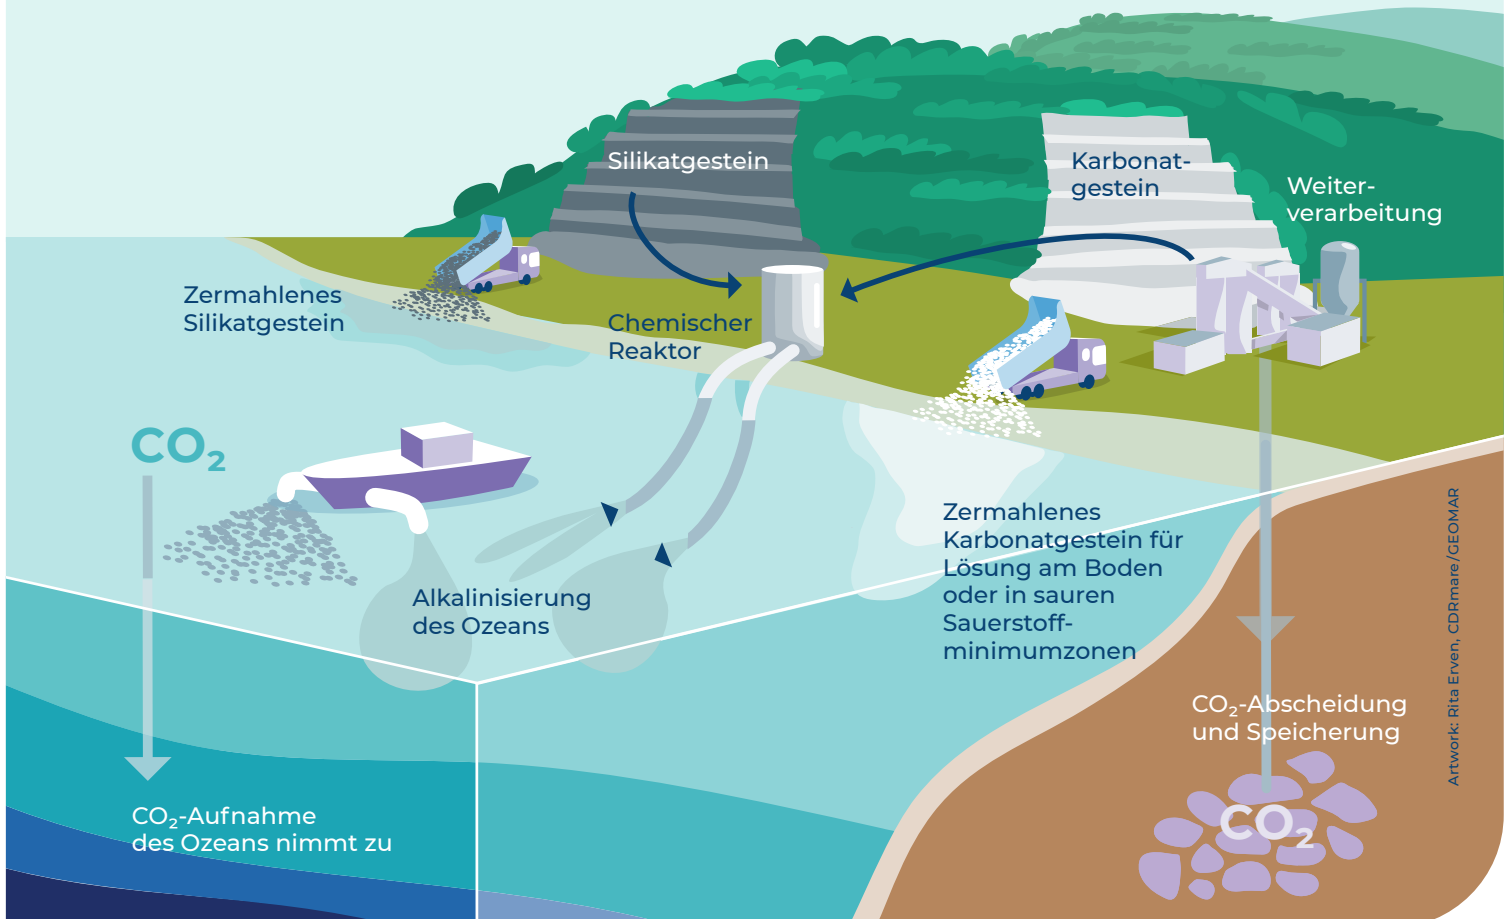 Silikatgestein
Karbonat-
gestein
Weiter-
verarbeitung
Zermahlenes
Silikatgestein
Chemischer
Reaktor
CO₂
Zermahlenes
Karbonatgestein für
Lösung am Boden
oder in sauren
Sauerstoff-
minimumzonen
Alkalinisierung
des Ozeans
CO₂-Abscheidung
und Speicherung
CO₂-Aufnahme
des Ozeans nimmt zu
CO₂
Artwork: Rita Erven, CDRmare/GEOMAR